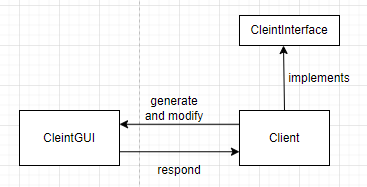 CleintInterface
implements
generate
and modify
CleintGUI
Client
respond